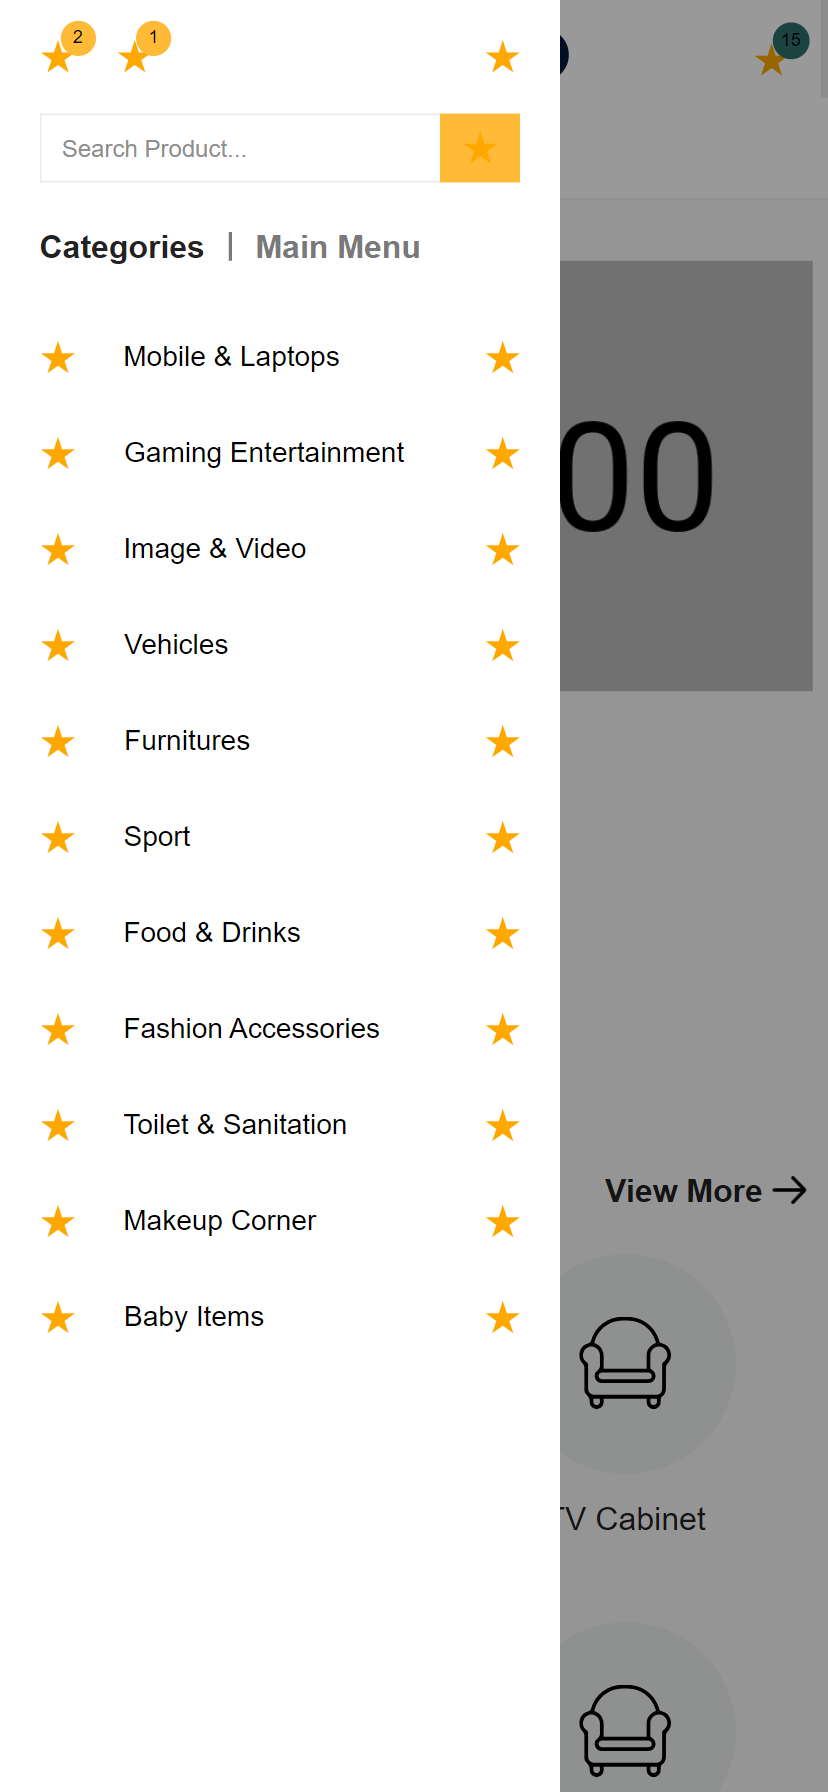 2 1 15
Search Product...
Categories | Main Menu
Mobile & Laptops
Gaming Entertainment
Image & Video
Vehicles
Furnitures
Sport
Food & Drinks
Fashion Accessories
Toilet & Sanitation
Makeup Corner
Baby Items
00
View More →
TV Cabinet